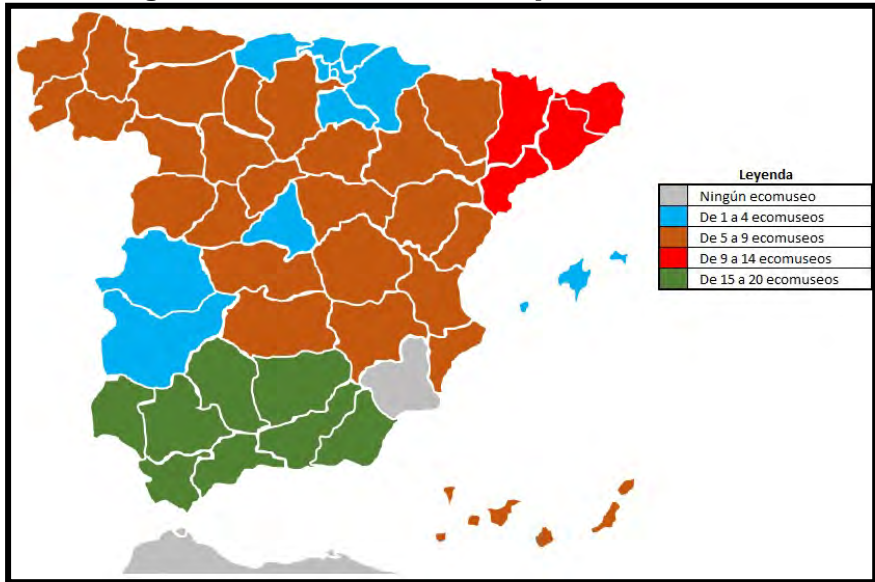 Leyenda
Ningún ecomuseo
De 1 a 4 ecomuseos
De 5 a 9 ecomuseos
De 9 a 14 ecomuseos
De 15 a 20 ecomuseos